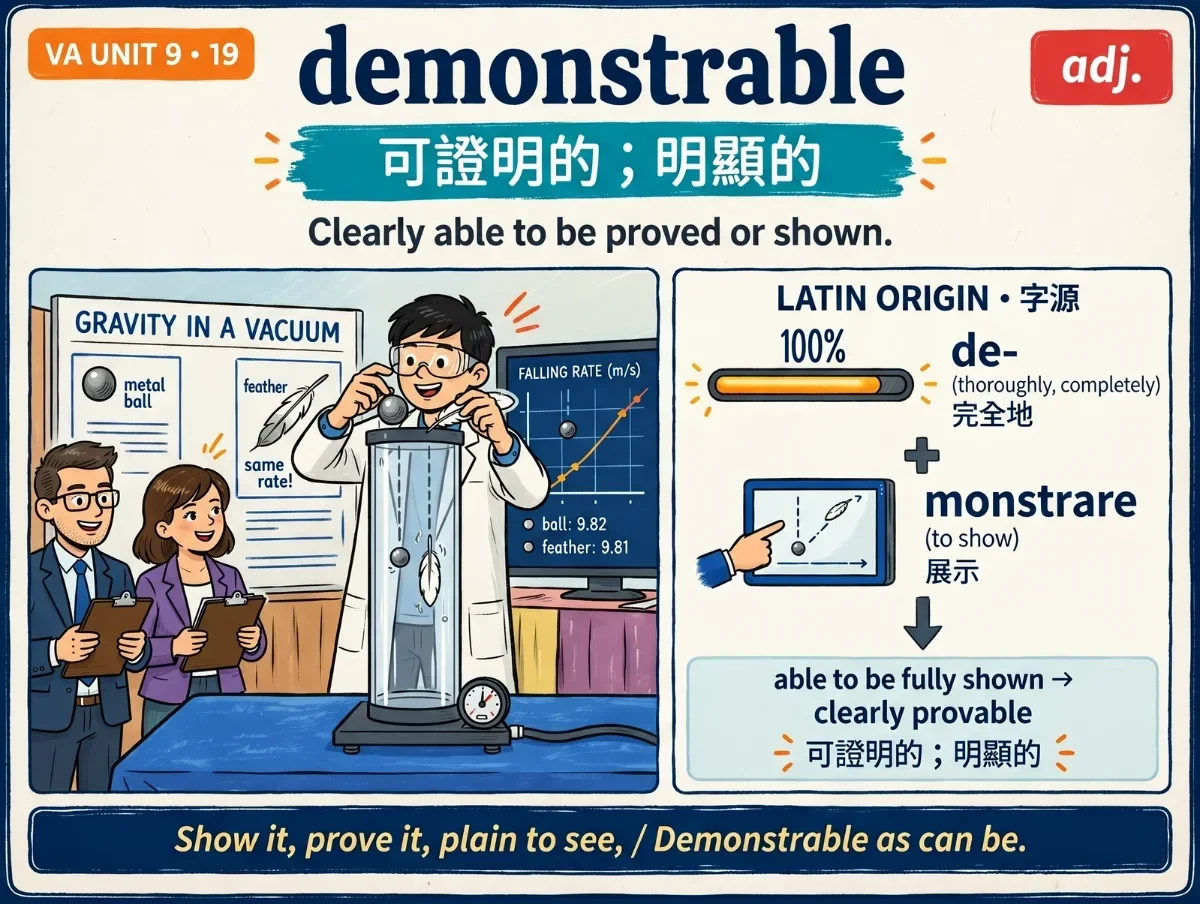 VA UNIT 9 • 19
demonstrable
adj.
可證明的；明顯的
Clearly able to be proved or shown.
GRAVITY IN A VACUUM
metal
ball
feather
same
rate!
FALLING RATE (m/s)
ball: 9.82
feather: 9.81
LATIN ORIGIN • 字源
100%
de-
(thoroughly, completely)
完全地
+
monstrare
(to show)
展示
able to be fully shown →
clearly provable
可證明的；明顯的
Show it, prove it, plain to see, / Demonstrable as can be.